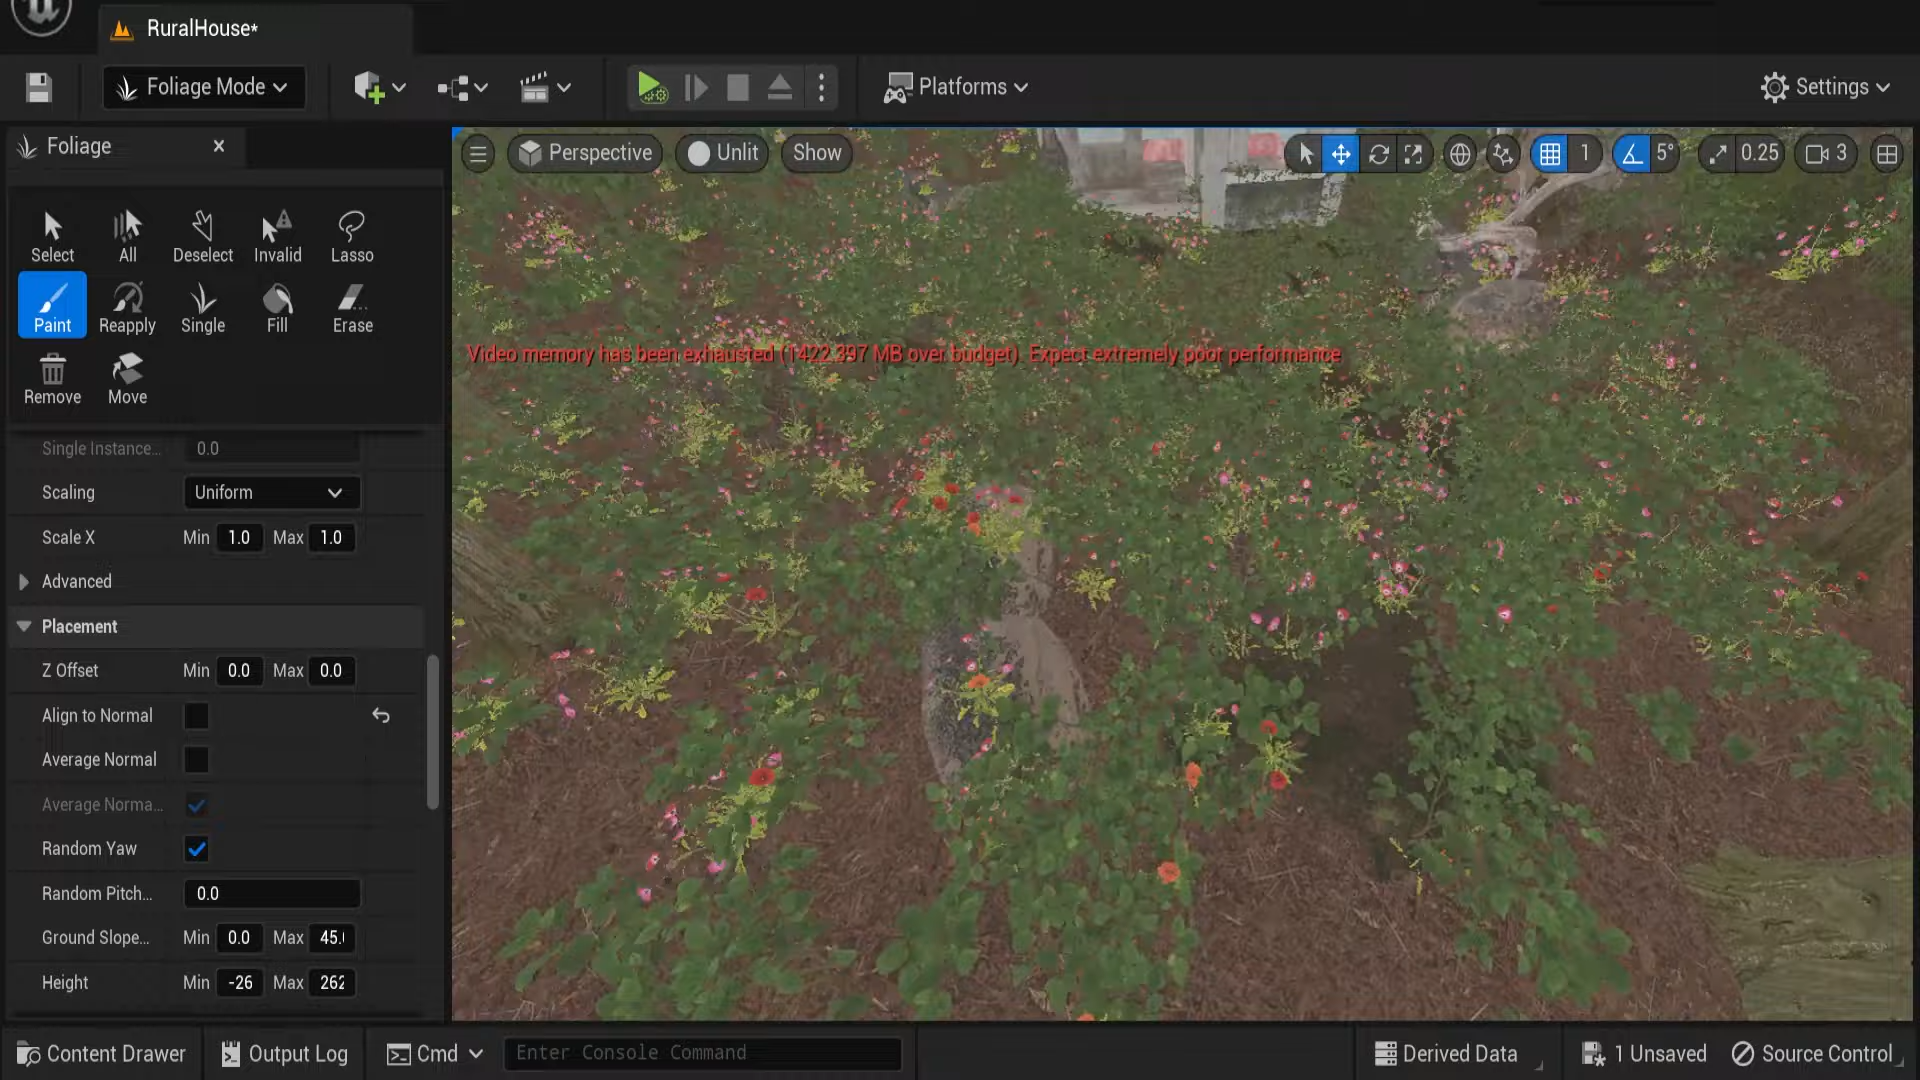 RuralHouse*
Foliage Mode
Platforms
Settings
Foliage
Perspective
Unlit
Show
1
5°
0.25
3
Select
All
Deselect
Invalid
Lasso
Paint
Reapply
Single
Fill
Erase
Remove
Move
Video memory has been exhausted (1422.397 MB over budget). Expect extremely poor performance
Single Instance... 0.0
Scaling Uniform
Scale X Min 1.0 Max 1.0
Advanced
Placement
Z Offset Min 0.0 Max 0.0
Align to Normal
Average Normal
Average Norma...
Random Yaw
Random Pitch... 0.0
Ground Slope... Min 0.0 Max 45.
Height Min -26 Max 262
Content Drawer
Output Log
Cmd
Enter Console Command
Derived Data
1 Unsaved
Source Control